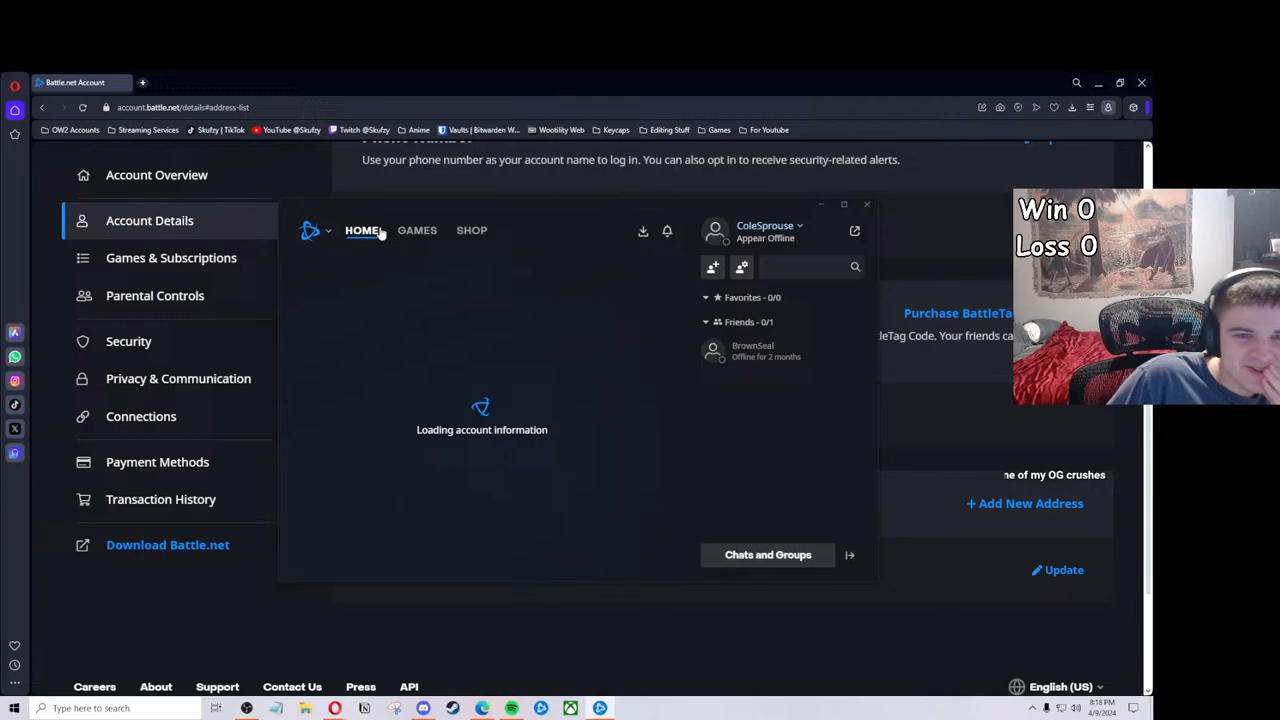 Battle.net Account
account.battle.net/details#address-list
OW2 Accounts
Streaming Services
Skufzy | TikTok
YouTube @Skufzy
Twitch @Skufzy
Anime
Vaults | Bitwarden W...
Wootility Web
Keycaps
Editing Stuff
Games
For Youtube
Use your phone number as your account name to log in. You can also opt in to receive security-related alerts.
Account Overview
Account Details
Games & Subscriptions
Parental Controls
Security
Privacy & Communication
Connections
Payment Methods
Transaction History
Download Battle.net
HOME
GAMES
SHOP
ColeSprouse
Appear Offline
Favorites - 0/0
Friends - 0/1
BrownSeal
Offline for 2 months
Loading account information
Chats and Groups
Win 0
Loss 0
Purchase BattleTa
tleTag Code. Your friends ca
ne of my OG crushes
+ Add New Address
Update
Careers
About
Support
Contact Us
Press
API
English (US)
Type here to search
8:18 PM
4/9/2024